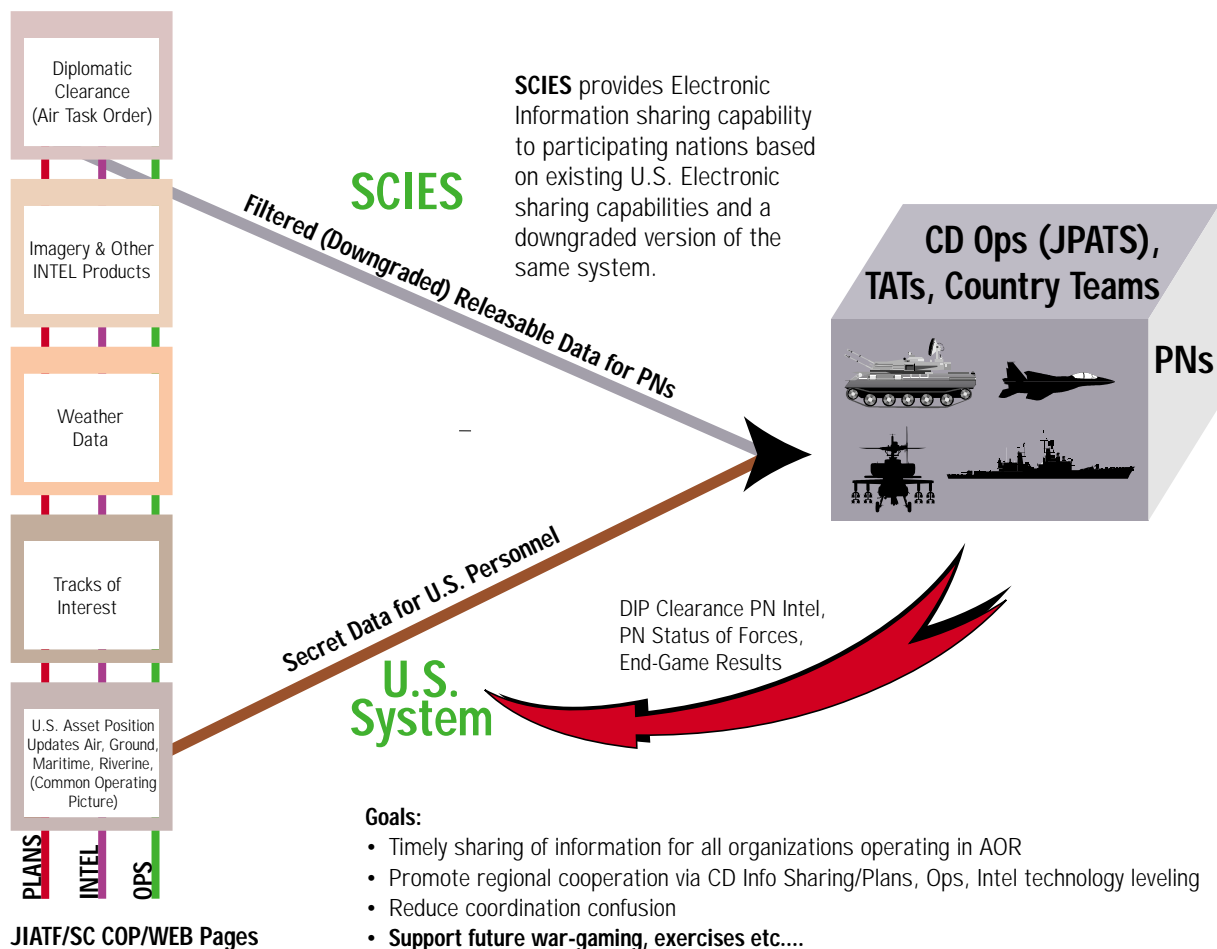 Diplomatic
Clearance
(Air Task Order)
Imagery & Other
INTEL Products
Weather
Data
Tracks of
Interest
U.S. Asset Position
Updates Air, Ground,
Maritime, Riverine,
(Common Operating
Picture)
PLANS
INTEL
OPS
JIATF/SC COP/WEB Pages
SCIES
Filtered (Downgraded) Releasable Data for PNs
SCIES provides Electronic
Information sharing capability
to participating nations based
on existing U.S. Electronic
sharing capabilities and a
downgraded version of the
same system.
–
Secret Data for U.S. Personnel
U.S.
System
CD Ops (JPATS),
TATs, Country Teams
PNs
DIP Clearance PN Intel,
PN Status of Forces,
End-Game Results
Goals:
• Timely sharing of information for all organizations operating in AOR
• Promote regional cooperation via CD Info Sharing/Plans, Ops, Intel technology leveling
• Reduce coordination confusion
• Support future war-gaming, exercises etc....